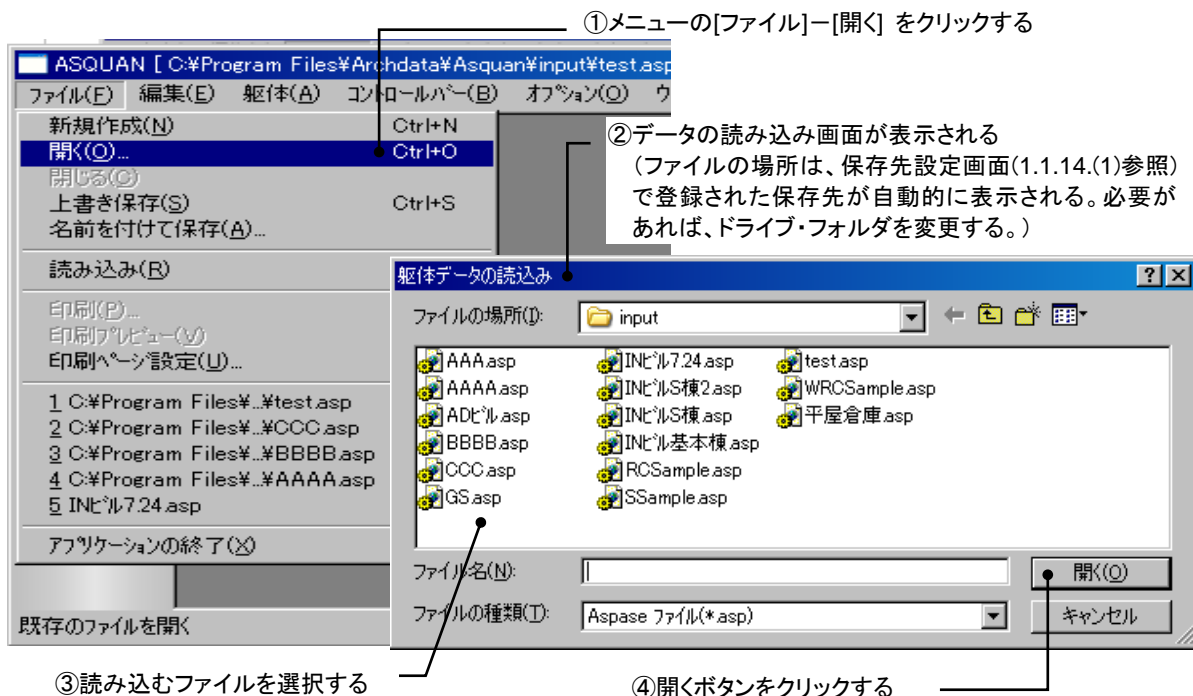 ①メニューの[ファイル]－[開く] をクリックする
ASQUAN [ C:¥Program Files¥Archdata¥Asquan¥input¥test.asp
ファイル(F) 編集(E) 躯体(A) コントロールバー(B) オプション(O) ウ
新規作成(N) Ctrl+N
開く(O)... Ctrl+O
閉じる(C)
上書き保存(S) Ctrl+S
名前を付けて保存(A)...
読み込み(R)
印刷(P)...
印刷プレビュー(V)
印刷ページ設定(U)...
1 C:¥Program Files¥..¥test.asp
2 C:¥Program Files¥..¥CCC.asp
3 C:¥Program Files¥..¥BBBB.asp
4 C:¥Program Files¥..¥AAAA.asp
5 INビル7.24.asp
アプリケーションの終了(X)
既存のファイルを開く
②データの読み込み画面が表示される
（ファイルの場所は、保存先設定画面(1.1.14.(1)参照)
で登録された保存先が自動的に表示される。必要が
あれば、ドライブ・フォルダを変更する。）
躯体データの読込み
ファイルの場所(I): input
AAA.asp
AAAA.asp
ADビル.asp
BBBB.asp
CCC.asp
GS.asp
INビル7.24.asp
INビルS棟2.asp
INビルS棟.asp
INビル基本棟.asp
RCSample.asp
SSample.asp
test.asp
WRCSample.asp
平屋倉庫.asp
ファイル名(N): 開く(O)
ファイルの種類(T): Aspase ファイル(*.asp) キャンセル
③読み込むファイルを選択する
④開くボタンをクリックする